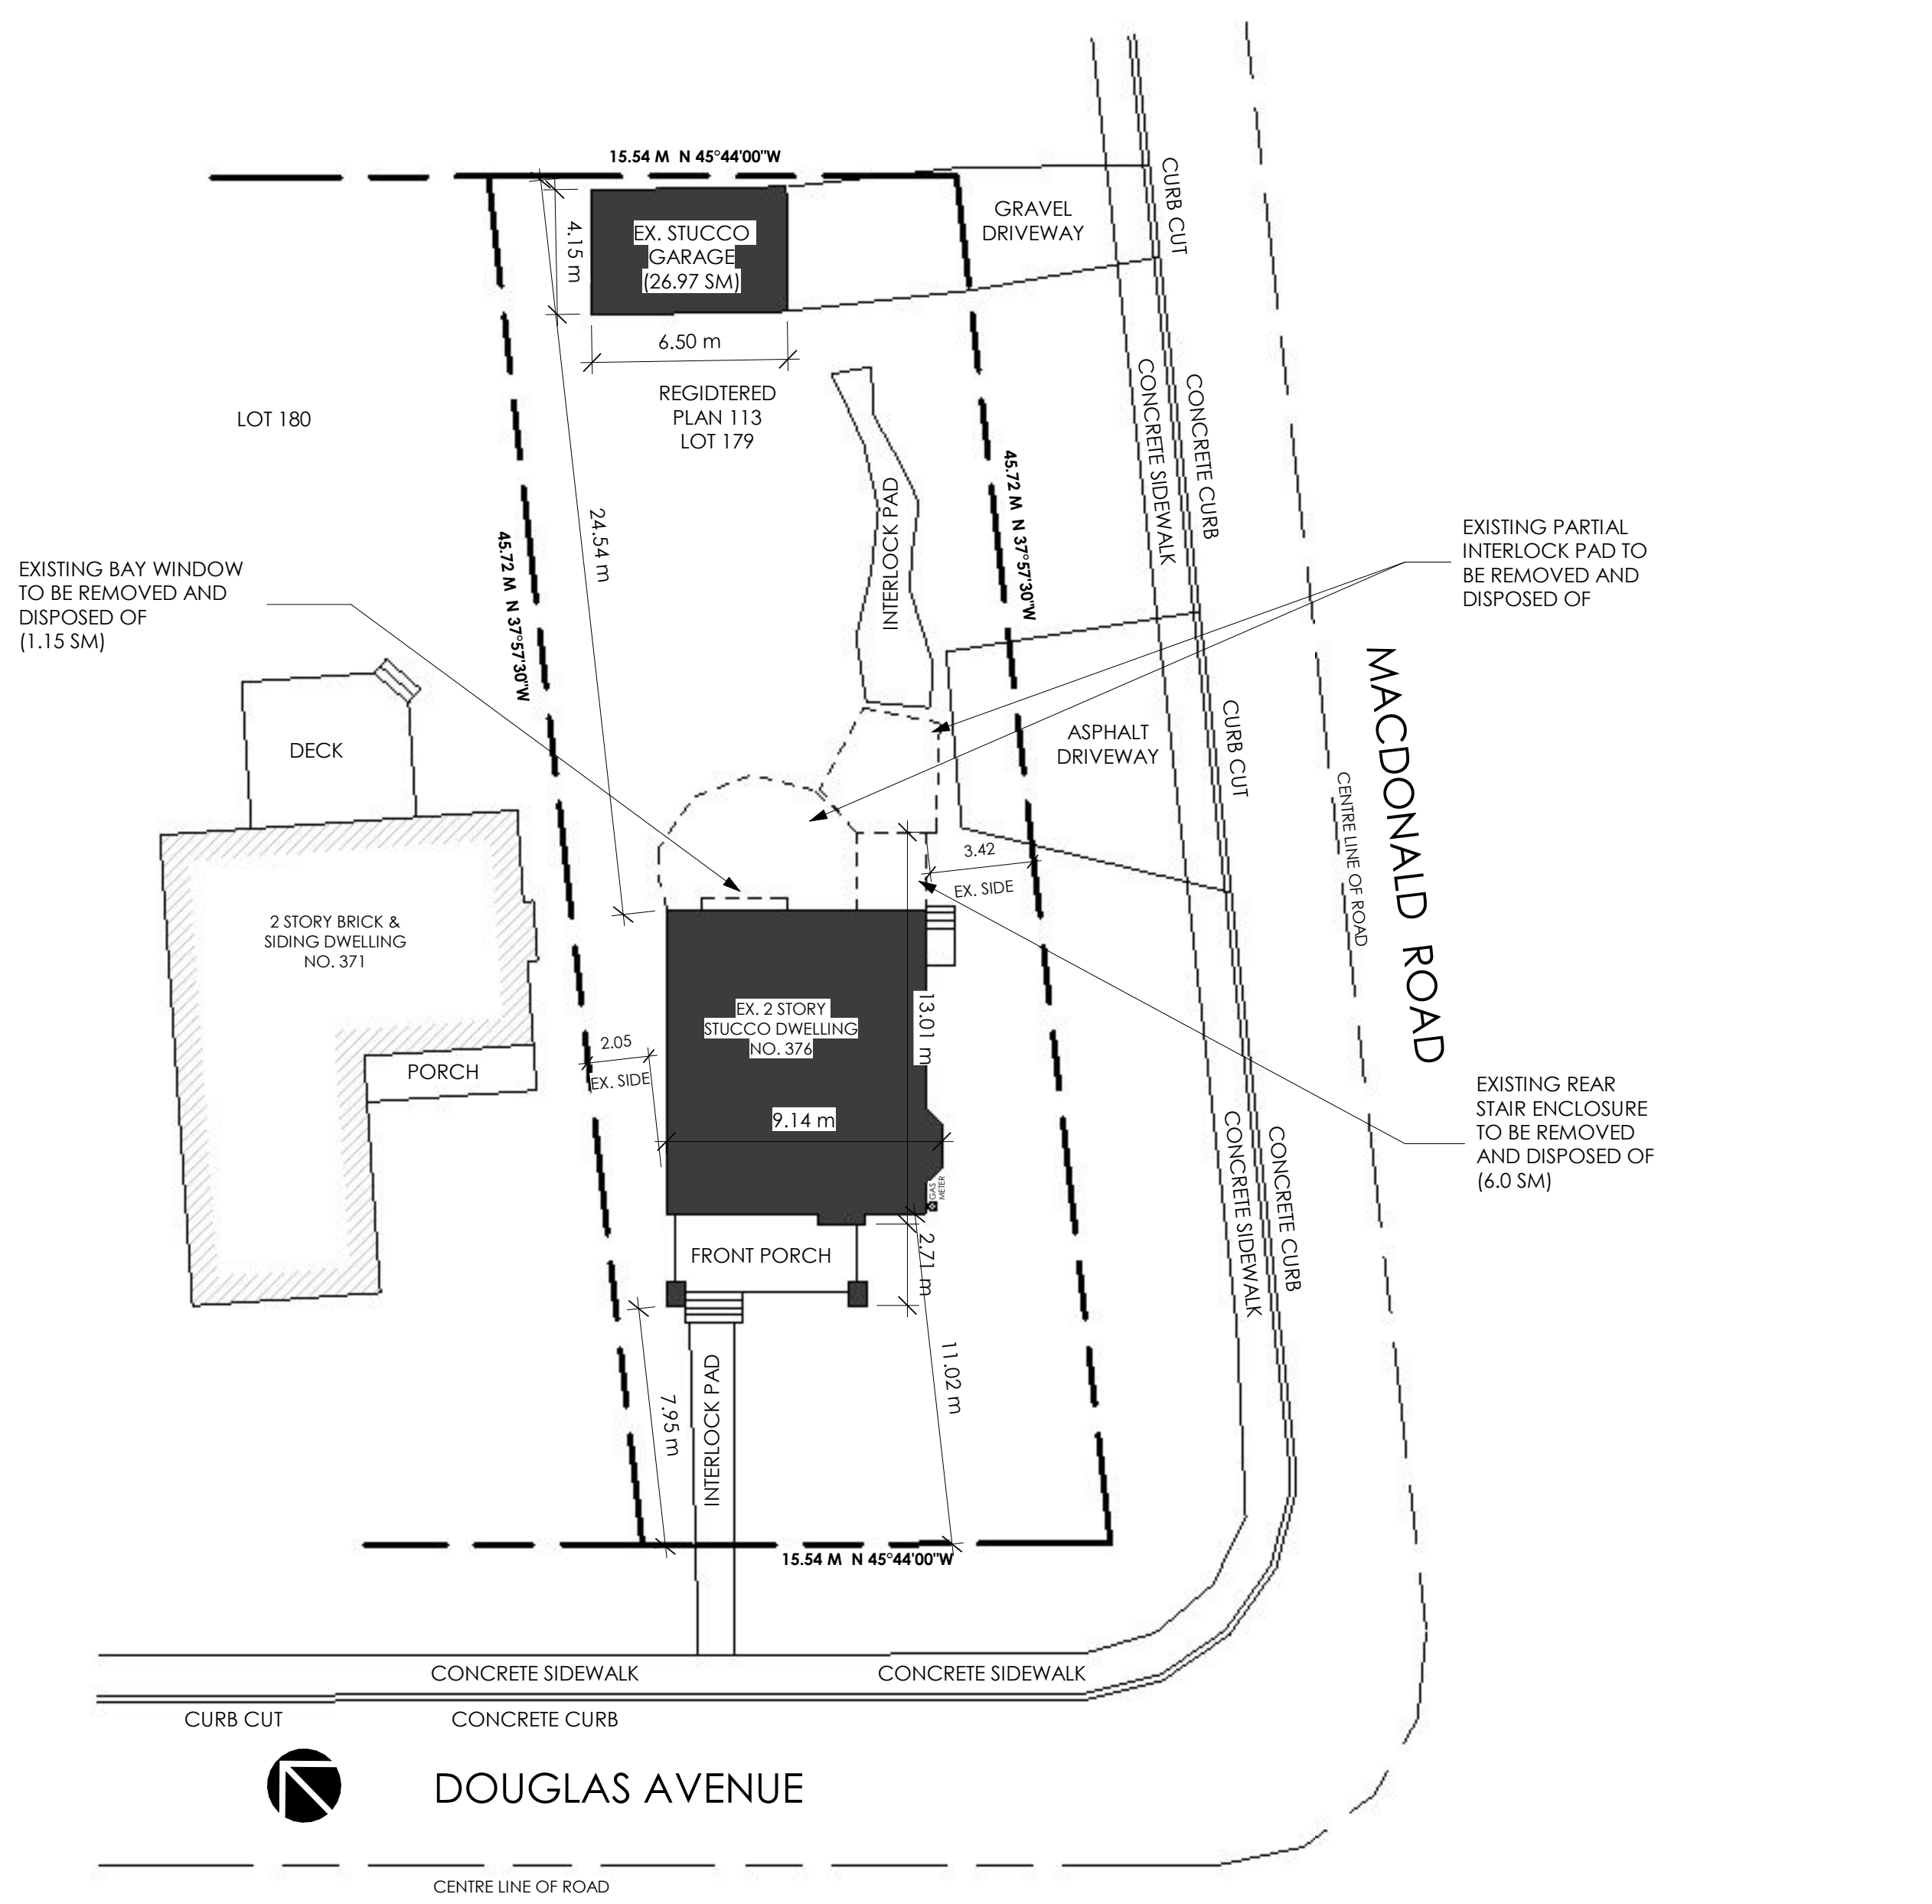 15.54 M  N 45°44'00"W
CURB CUT
GRAVEL
DRIVEWAY
EX. STUCCO
GARAGE
(26.97 SM)
4.15 m
6.50 m
REGIDTERED
PLAN 113
LOT 179
LOT 180
CONCRETE SIDEWALK
CONCRETE CURB
45.72 M  N 37°57'30"W
INTERLOCK PAD
24.54 m
45.72 M  N 37°57'30"W
EXISTING BAY WINDOW
TO BE REMOVED AND
DISPOSED OF
(1.15 SM)
EXISTING PARTIAL
INTERLOCK PAD TO
BE REMOVED AND
DISPOSED OF
MACDONALD ROAD
CENTRE LINE OF ROAD
CURB CUT
ASPHALT
DRIVEWAY
DECK
3.42
EX. SIDE
2 STORY BRICK &
SIDING DWELLING
NO. 371
EX. 2 STORY
STUCCO DWELLING
NO. 376
13.01 m
2.05
EX. SIDE
PORCH
9.14 m
EXISTING REAR
STAIR ENCLOSURE
TO BE REMOVED
AND DISPOSED OF
(6.0 SM)
GAS
METER
CONCRETE SIDEWALK
CONCRETE CURB
FRONT PORCH
2.71 m
11.02 m
7.95 m
INTERLOCK PAD
15.54 M  N 45°44'00"W
CONCRETE SIDEWALK
CONCRETE SIDEWALK
CURB CUT
CONCRETE CURB
DOUGLAS AVENUE
CENTRE LINE OF ROAD